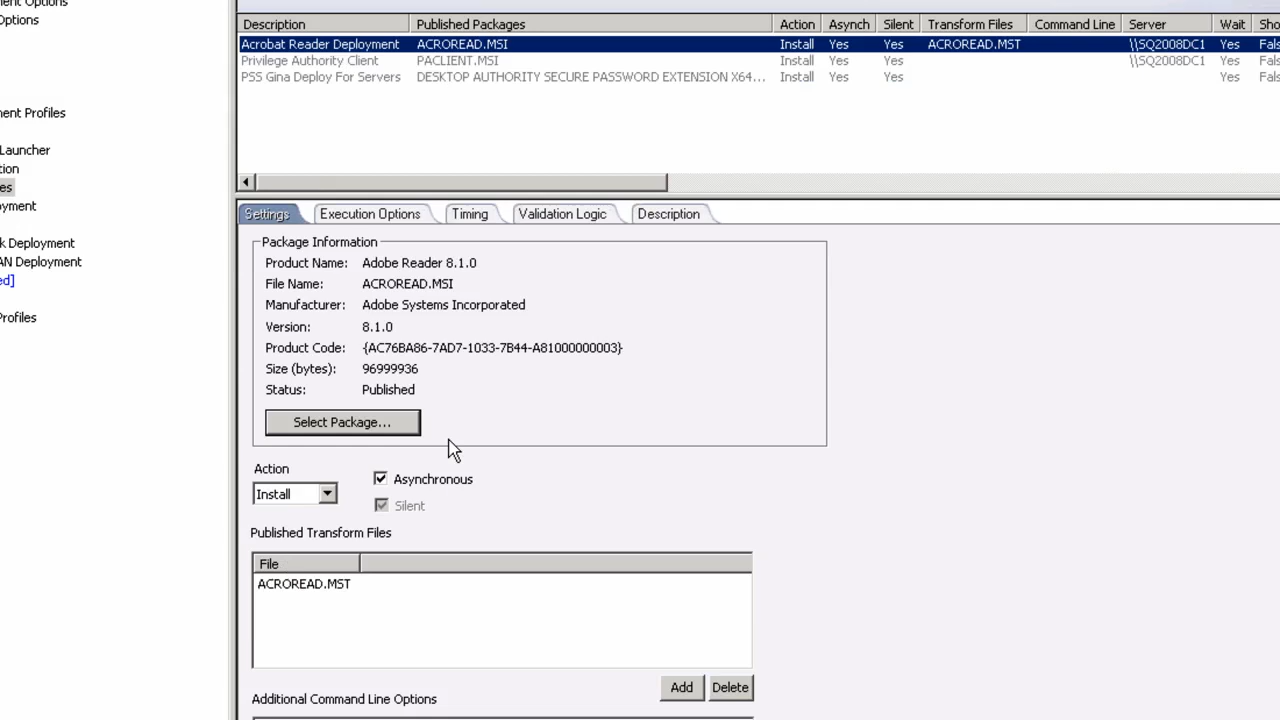 ent Options
Options
ment Profiles
Launcher
tion
es
oyment
k Deployment
AN Deployment
ed]
Profiles
Description Published Packages Action Asynch Silent Transform Files Command Line Server Wait Sho
Acrobat Reader Deployment ACROREAD.MSI Install Yes Yes ACROREAD.MST \\SQ2008DC1 Yes Fals
Privilege Authority Client PACLIENT.MSI Install Yes Yes \\SQ2008DC1 Yes Fals
PSS Gina Deploy For Servers DESKTOP AUTHORITY SECURE PASSWORD EXTENSION X64... Install Yes Yes Yes Fals
Settings Execution Options Timing Validation Logic Description
Package Information
Product Name: Adobe Reader 8.1.0
File Name: ACROREAD.MSI
Manufacturer: Adobe Systems Incorporated
Version: 8.1.0
Product Code: {AC76BA86-7AD7-1033-7B44-A81000000003}
Size (bytes): 96999936
Status: Published
Select Package...
Action
Asynchronous
Install
Silent
Published Transform Files
File
ACROREAD.MST
Add Delete
Additional Command Line Options